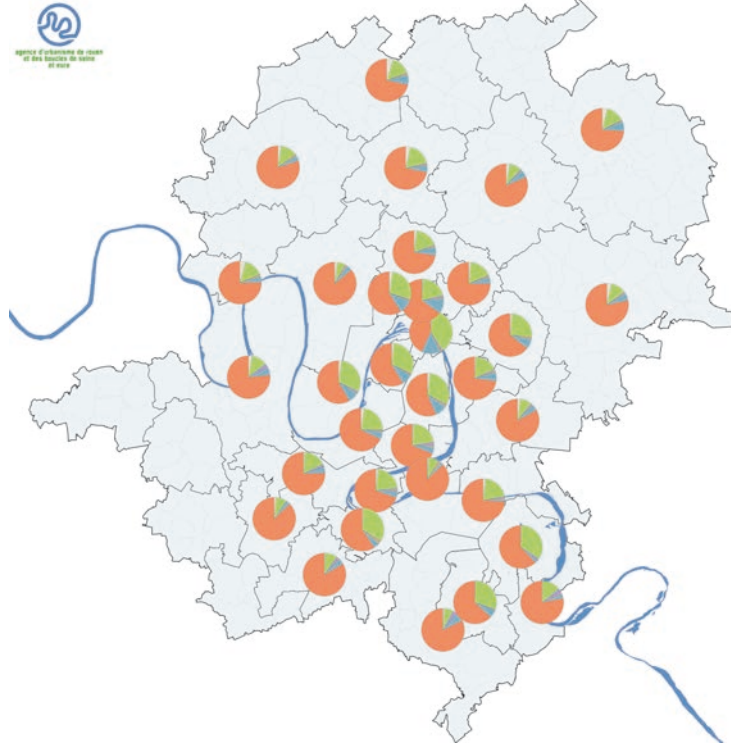 agence d'urbanisme de rouen
et des boucles de seine
et eure